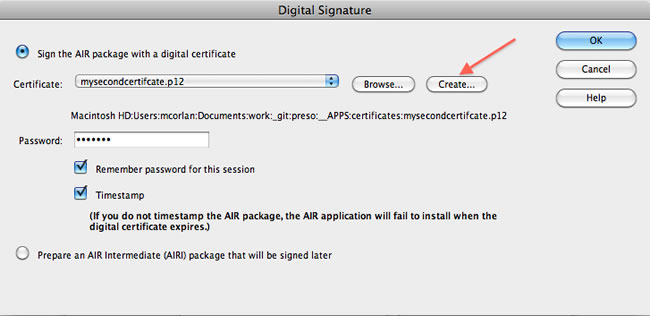 Digital Signature
Sign the AIR package with a digital certificate
OK
Certificate: mysecondcertifcate.p12 Browse... Create...
Cancel
Help
Macintosh HD:Users:mcorlan:Documents:work:_git:preso:__APPS:certificates:mysecondcertifcate.p12
Password: •••••••
Remember password for this session
Timestamp
(If you do not timestamp the AIR package, the AIR application will fail to install when the
digital certificate expires.)
Prepare an AIR Intermediate (AIRI) package that will be signed later